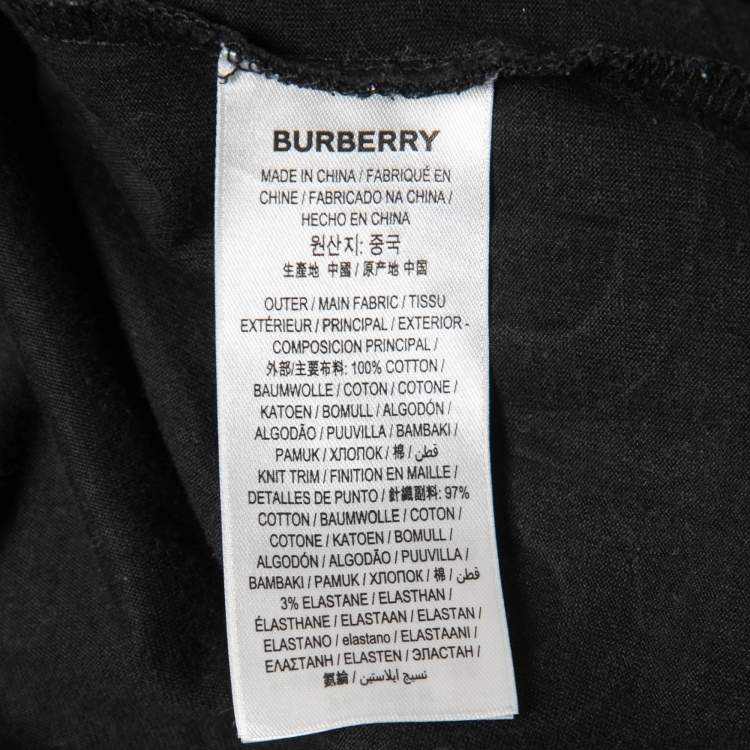 BURBERRY
MADE IN CHINA / FABRIQUÉ EN
CHINE / FABRICADO NA CHINA /
HECHO EN CHINA
원산지: 중국
生產地 中國 / 原产地 中国
OUTER / MAIN FABRIC / TISSU
EXTÉRIEUR / PRINCIPAL / EXTERIOR -
COMPOSICION PRINCIPAL /
外部/主要布料: 100% COTTON /
BAUMWOLLE / COTON / COTONE /
KATOEN / BOMULL / ALGODÓN /
ALGODÃO / PUUVILLA / BAMBAKI /
PAMUK / ХЛОПОК / 棉 / قطن /
KNIT TRIM / FINITION EN MAILLE /
DETALLES DE PUNTO / 針織副料: 97%
COTTON / BAUMWOLLE / COTON /
COTONE / KATOEN / BOMULL /
ALGODÓN / ALGODÃO / PUUVILLA /
BAMBAKI / PAMUK / ХЛОПОК / 棉 / قطن /
3% ELASTANE / ELASTHAN /
ÉLASTHANE / ELASTAAN / ELASTAN /
ELASTANO / elastano / ELASTAANI /
ΕΛΑΣΤΑΝΗ / ELASTEN / ЭЛАСТАН /
氨綸 / نسيج ايلاستين /